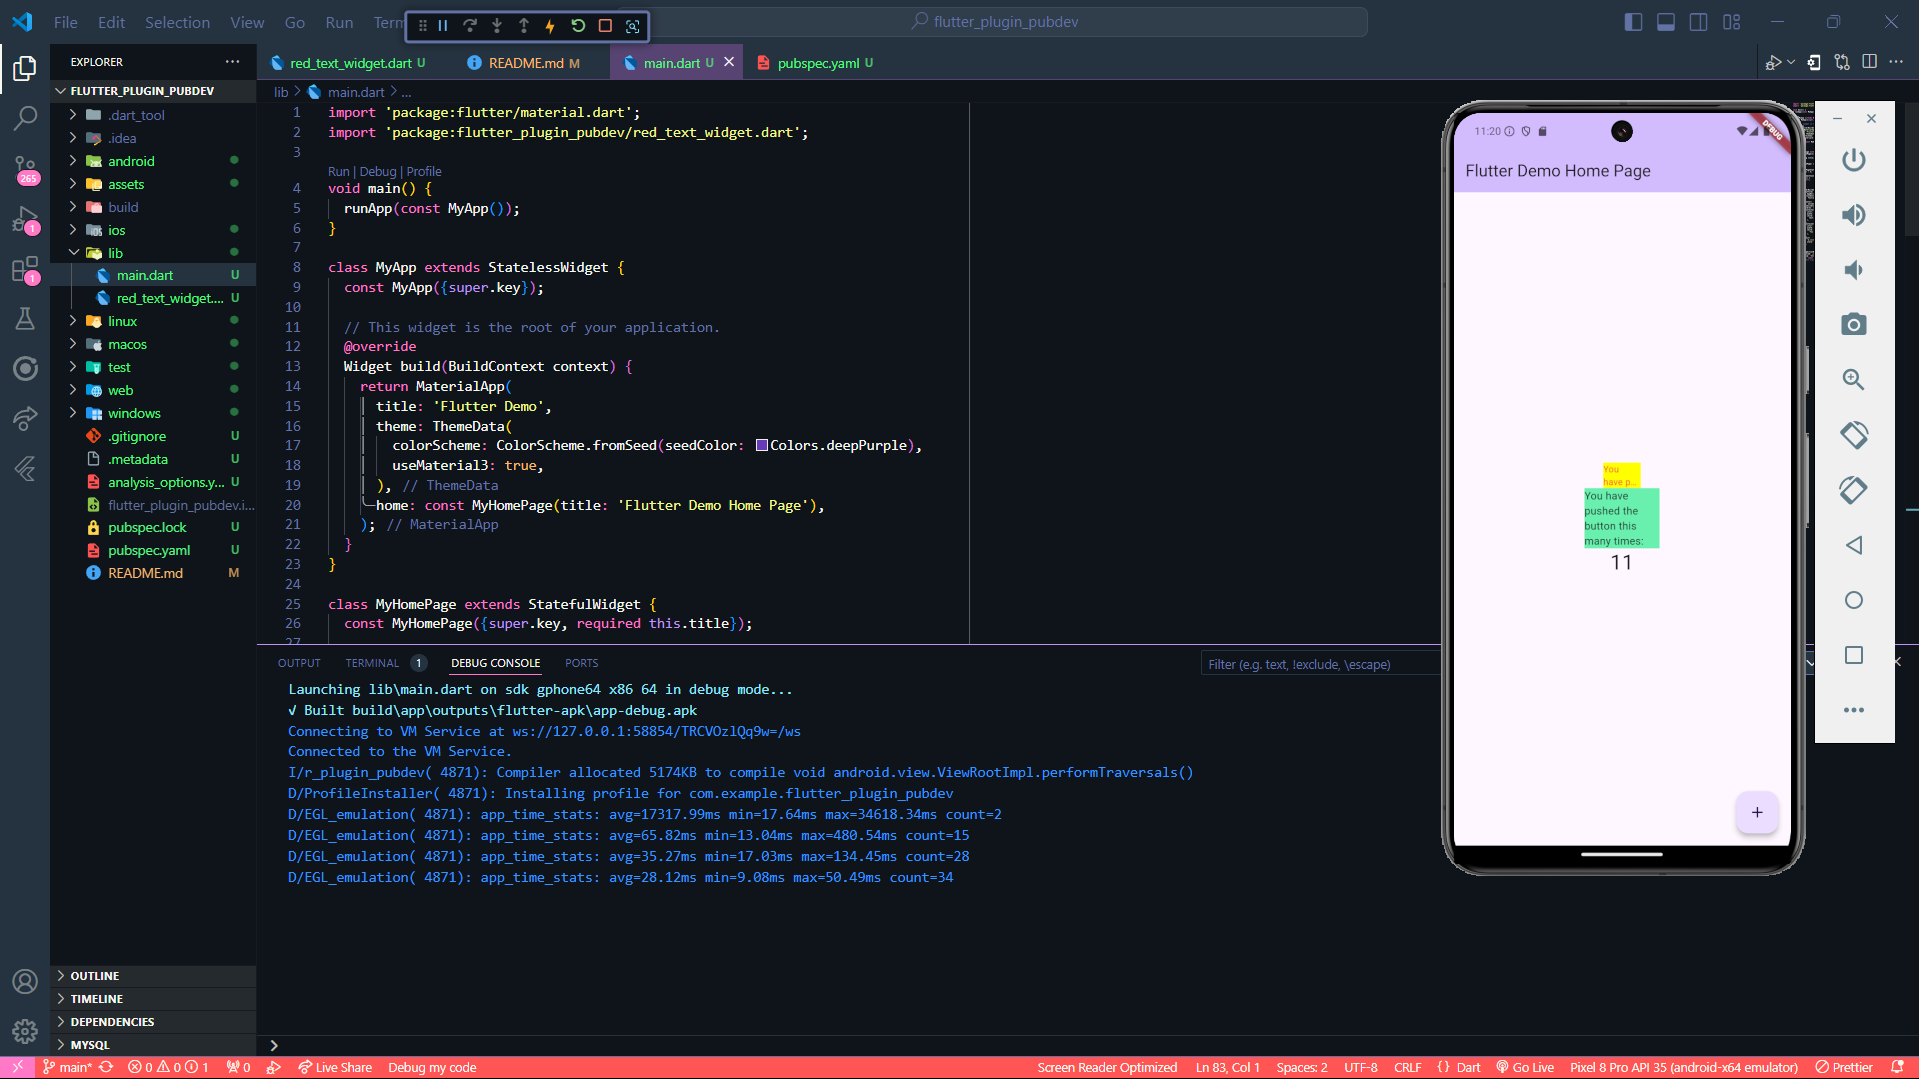 File Edit Selection View Go Run Term
flutter_plugin_pubdev
EXPLORER
red_text_widget.dart U
README.md M
main.dart U
pubspec.yaml U
FLUTTER_PLUGIN_PUBDEV
.dart_tool
.idea
android
assets
build
ios
lib
main.dart U
red_text_widget.... U
linux
macos
test
web
windows
.gitignore U
.metadata U
analysis_options.y... U
flutter_plugin_pubdev.i...
pubspec.lock U
pubspec.yaml U
README.md M
OUTLINE
TIMELINE
DEPENDENCIES
MYSQL
265
1
1
lib > main.dart > ...
1 import 'package:flutter/material.dart';
2 import 'package:flutter_plugin_pubdev/red_text_widget.dart';
3
Run | Debug | Profile
4 void main() {
5 runApp(const MyApp());
6 }
7
8 class MyApp extends StatelessWidget {
9 const MyApp({super.key});
10
11 // This widget is the root of your application.
12 @override
13 Widget build(BuildContext context) {
14 return MaterialApp(
15 title: 'Flutter Demo',
16 theme: ThemeData(
17 colorScheme: ColorScheme.fromSeed(seedColor: Colors.deepPurple),
18 useMaterial3: true,
19 ), // ThemeData
20 home: const MyHomePage(title: 'Flutter Demo Home Page'),
21 ); // MaterialApp
22 }
23 }
24
25 class MyHomePage extends StatefulWidget {
26 const MyHomePage({super.key, required this.title});
27
OUTPUT TERMINAL 1 DEBUG CONSOLE PORTS
Filter (e.g. text, !exclude, \escape)
Launching lib\main.dart on sdk gphone64 x86 64 in debug mode...
√ Built build\app\outputs\flutter-apk\app-debug.apk
Connecting to VM Service at ws://127.0.0.1:58854/TRCVOzlQq9w=/ws
Connected to the VM Service.
I/r_plugin_pubdev( 4871): Compiler allocated 5174KB to compile void android.view.ViewRootImpl.performTraversals()
D/ProfileInstaller( 4871): Installing profile for com.example.flutter_plugin_pubdev
D/EGL_emulation( 4871): app_time_stats: avg=17317.99ms min=17.64ms max=34618.34ms count=2
D/EGL_emulation( 4871): app_time_stats: avg=65.82ms min=13.04ms max=480.54ms count=15
D/EGL_emulation( 4871): app_time_stats: avg=35.27ms min=17.03ms max=134.45ms count=28
D/EGL_emulation( 4871): app_time_stats: avg=28.12ms min=9.08ms max=50.49ms count=34
11:20
DEBUG
Flutter Demo Home Page
You
have p...
You have
pushed the
button this
many times:
11
+
main* 0 0 1 0 Live Share Debug my code
Screen Reader Optimized Ln 83, Col 1 Spaces: 2 UTF-8 CRLF {} Dart Go Live Pixel 8 Pro API 35 (android-x64 emulator) Prettier